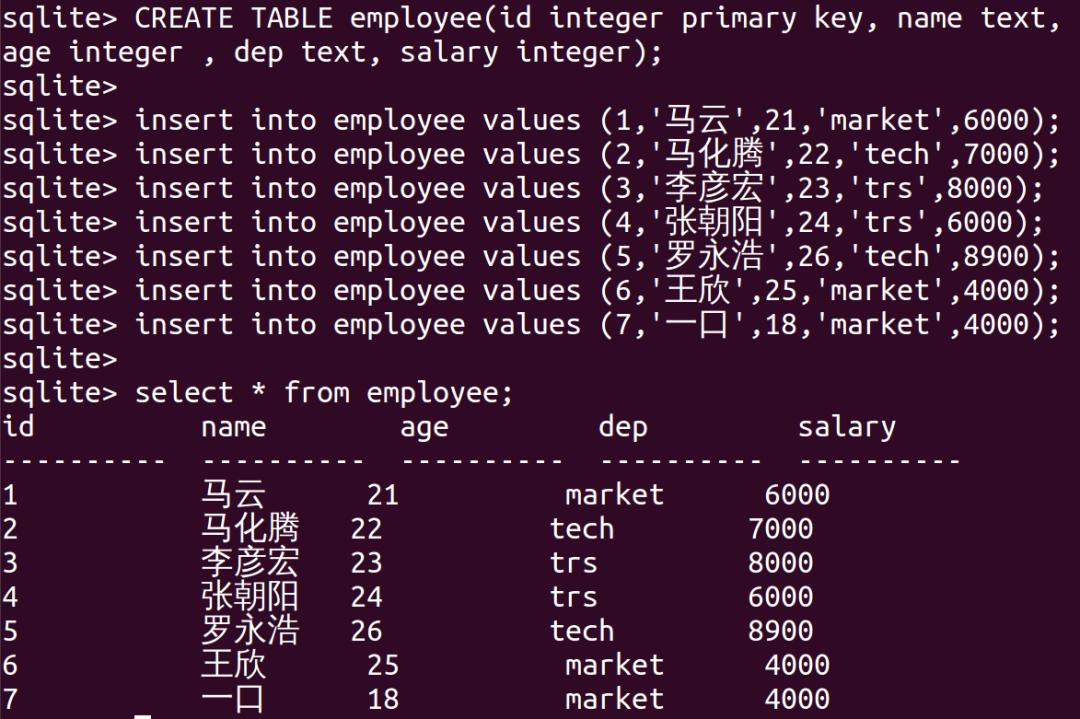 sqlite> CREATE TABLE employee(id integer primary key, name text,
age integer , dep text, salary integer);
sqlite>
sqlite> insert into employee values (1,'马云',21,'market',6000);
sqlite> insert into employee values (2,'马化腾',22,'tech',7000);
sqlite> insert into employee values (3,'李彦宏',23,'trs',8000);
sqlite> insert into employee values (4,'张朝阳',24,'trs',6000);
sqlite> insert into employee values (5,'罗永浩',26,'tech',8900);
sqlite> insert into employee values (6,'王欣',25,'market',4000);
sqlite> insert into employee values (7,'一口',18,'market',4000);
sqlite>
sqlite> select * from employee;
id          name        age         dep         salary
----------  ----------  ----------  ----------  ----------
1           马云      21          market      6000
2           马化腾   22          tech        7000
3           李彦宏   23          trs         8000
4           张朝阳   24          trs         6000
5           罗永浩   26          tech        8900
6           王欣      25          market      4000
7           一口      18          market      4000